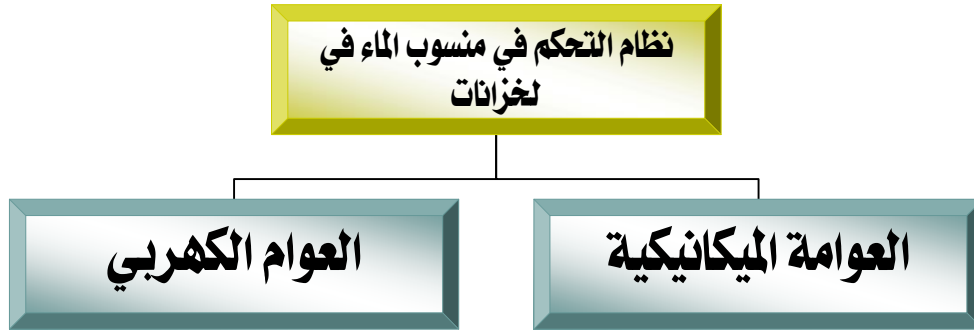 نظام التحكم في منسوب الماء في
لخزانات
العوامة الميكانيكية
العوام الكهربي